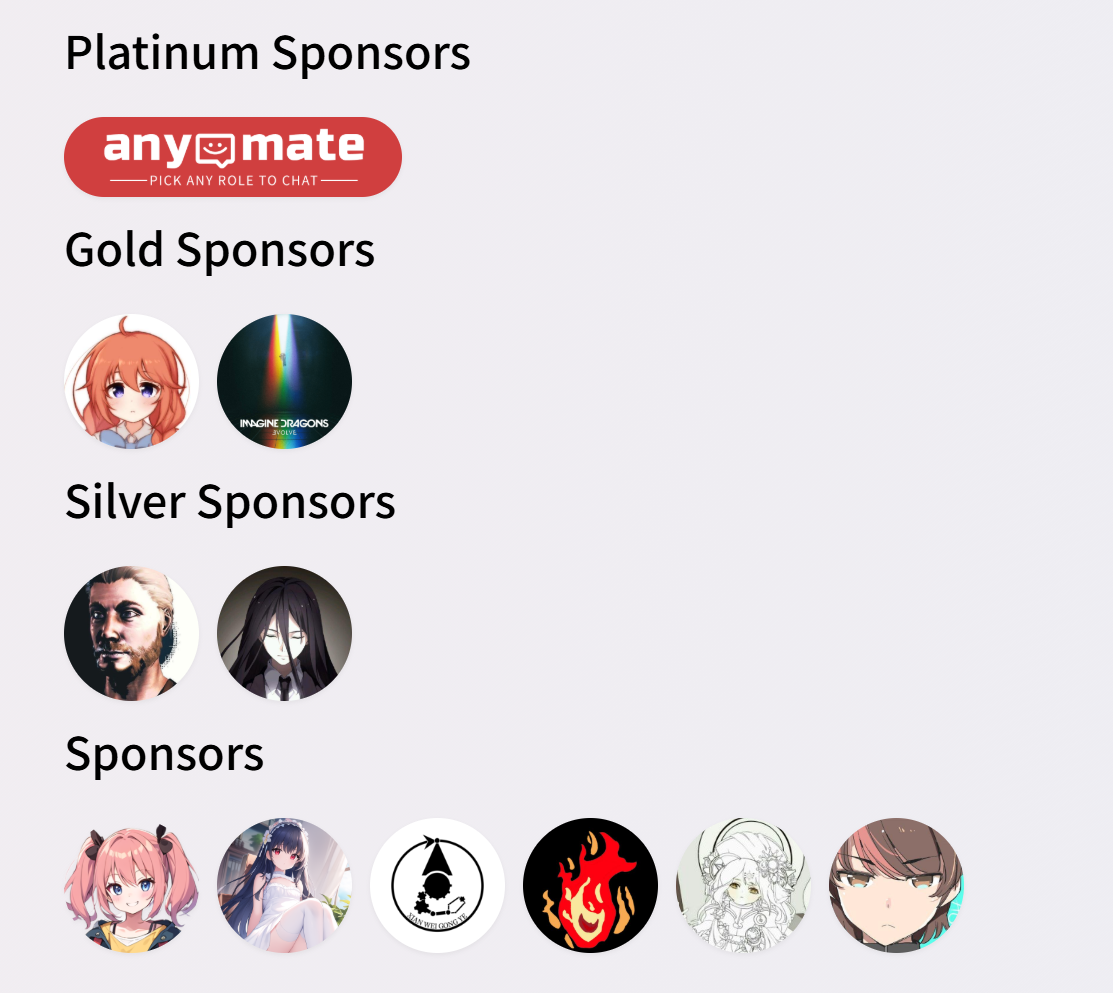 Platinum Sponsors
anymate
PICK ANY ROLE TO CHAT
Gold Sponsors
IMAGINE DRAGONS
EVOLVE
Silver Sponsors
Sponsors
XIAN WEI GONG YE